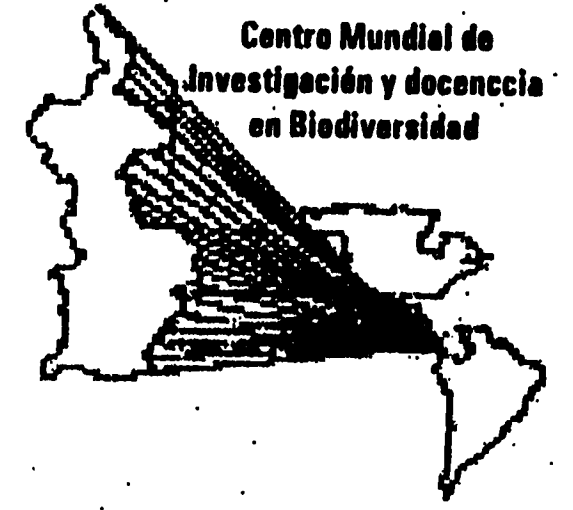 Centro Mundial de
Investigación y docenccia
en Biodiversidad